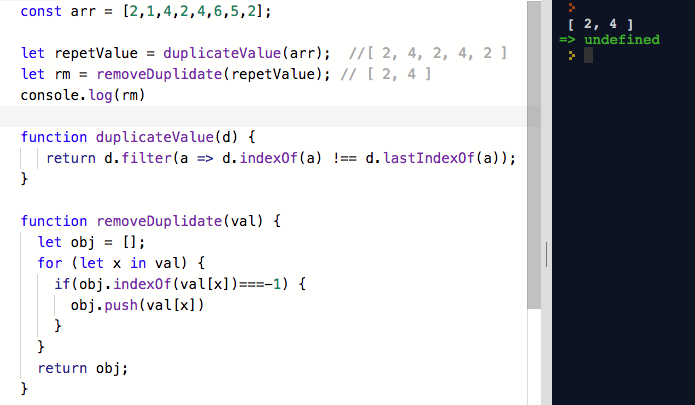 const arr = [2,1,4,2,4,6,5,2];
let repetValue = duplicateValue(arr);  //[ 2, 4, 2, 4, 2 ]
let rm = removeDuplidate(repetValue); // [ 2, 4 ]
console.log(rm)
function duplicateValue(d) {
return d.filter(a => d.indexOf(a) !== d.lastIndexOf(a));
}
function removeDuplidate(val) {
let obj = [];
for (let x in val) {
if(obj.indexOf(val[x])===-1) {
obj.push(val[x])
}
}
return obj;
}
[ 2, 4 ]
=> undefined